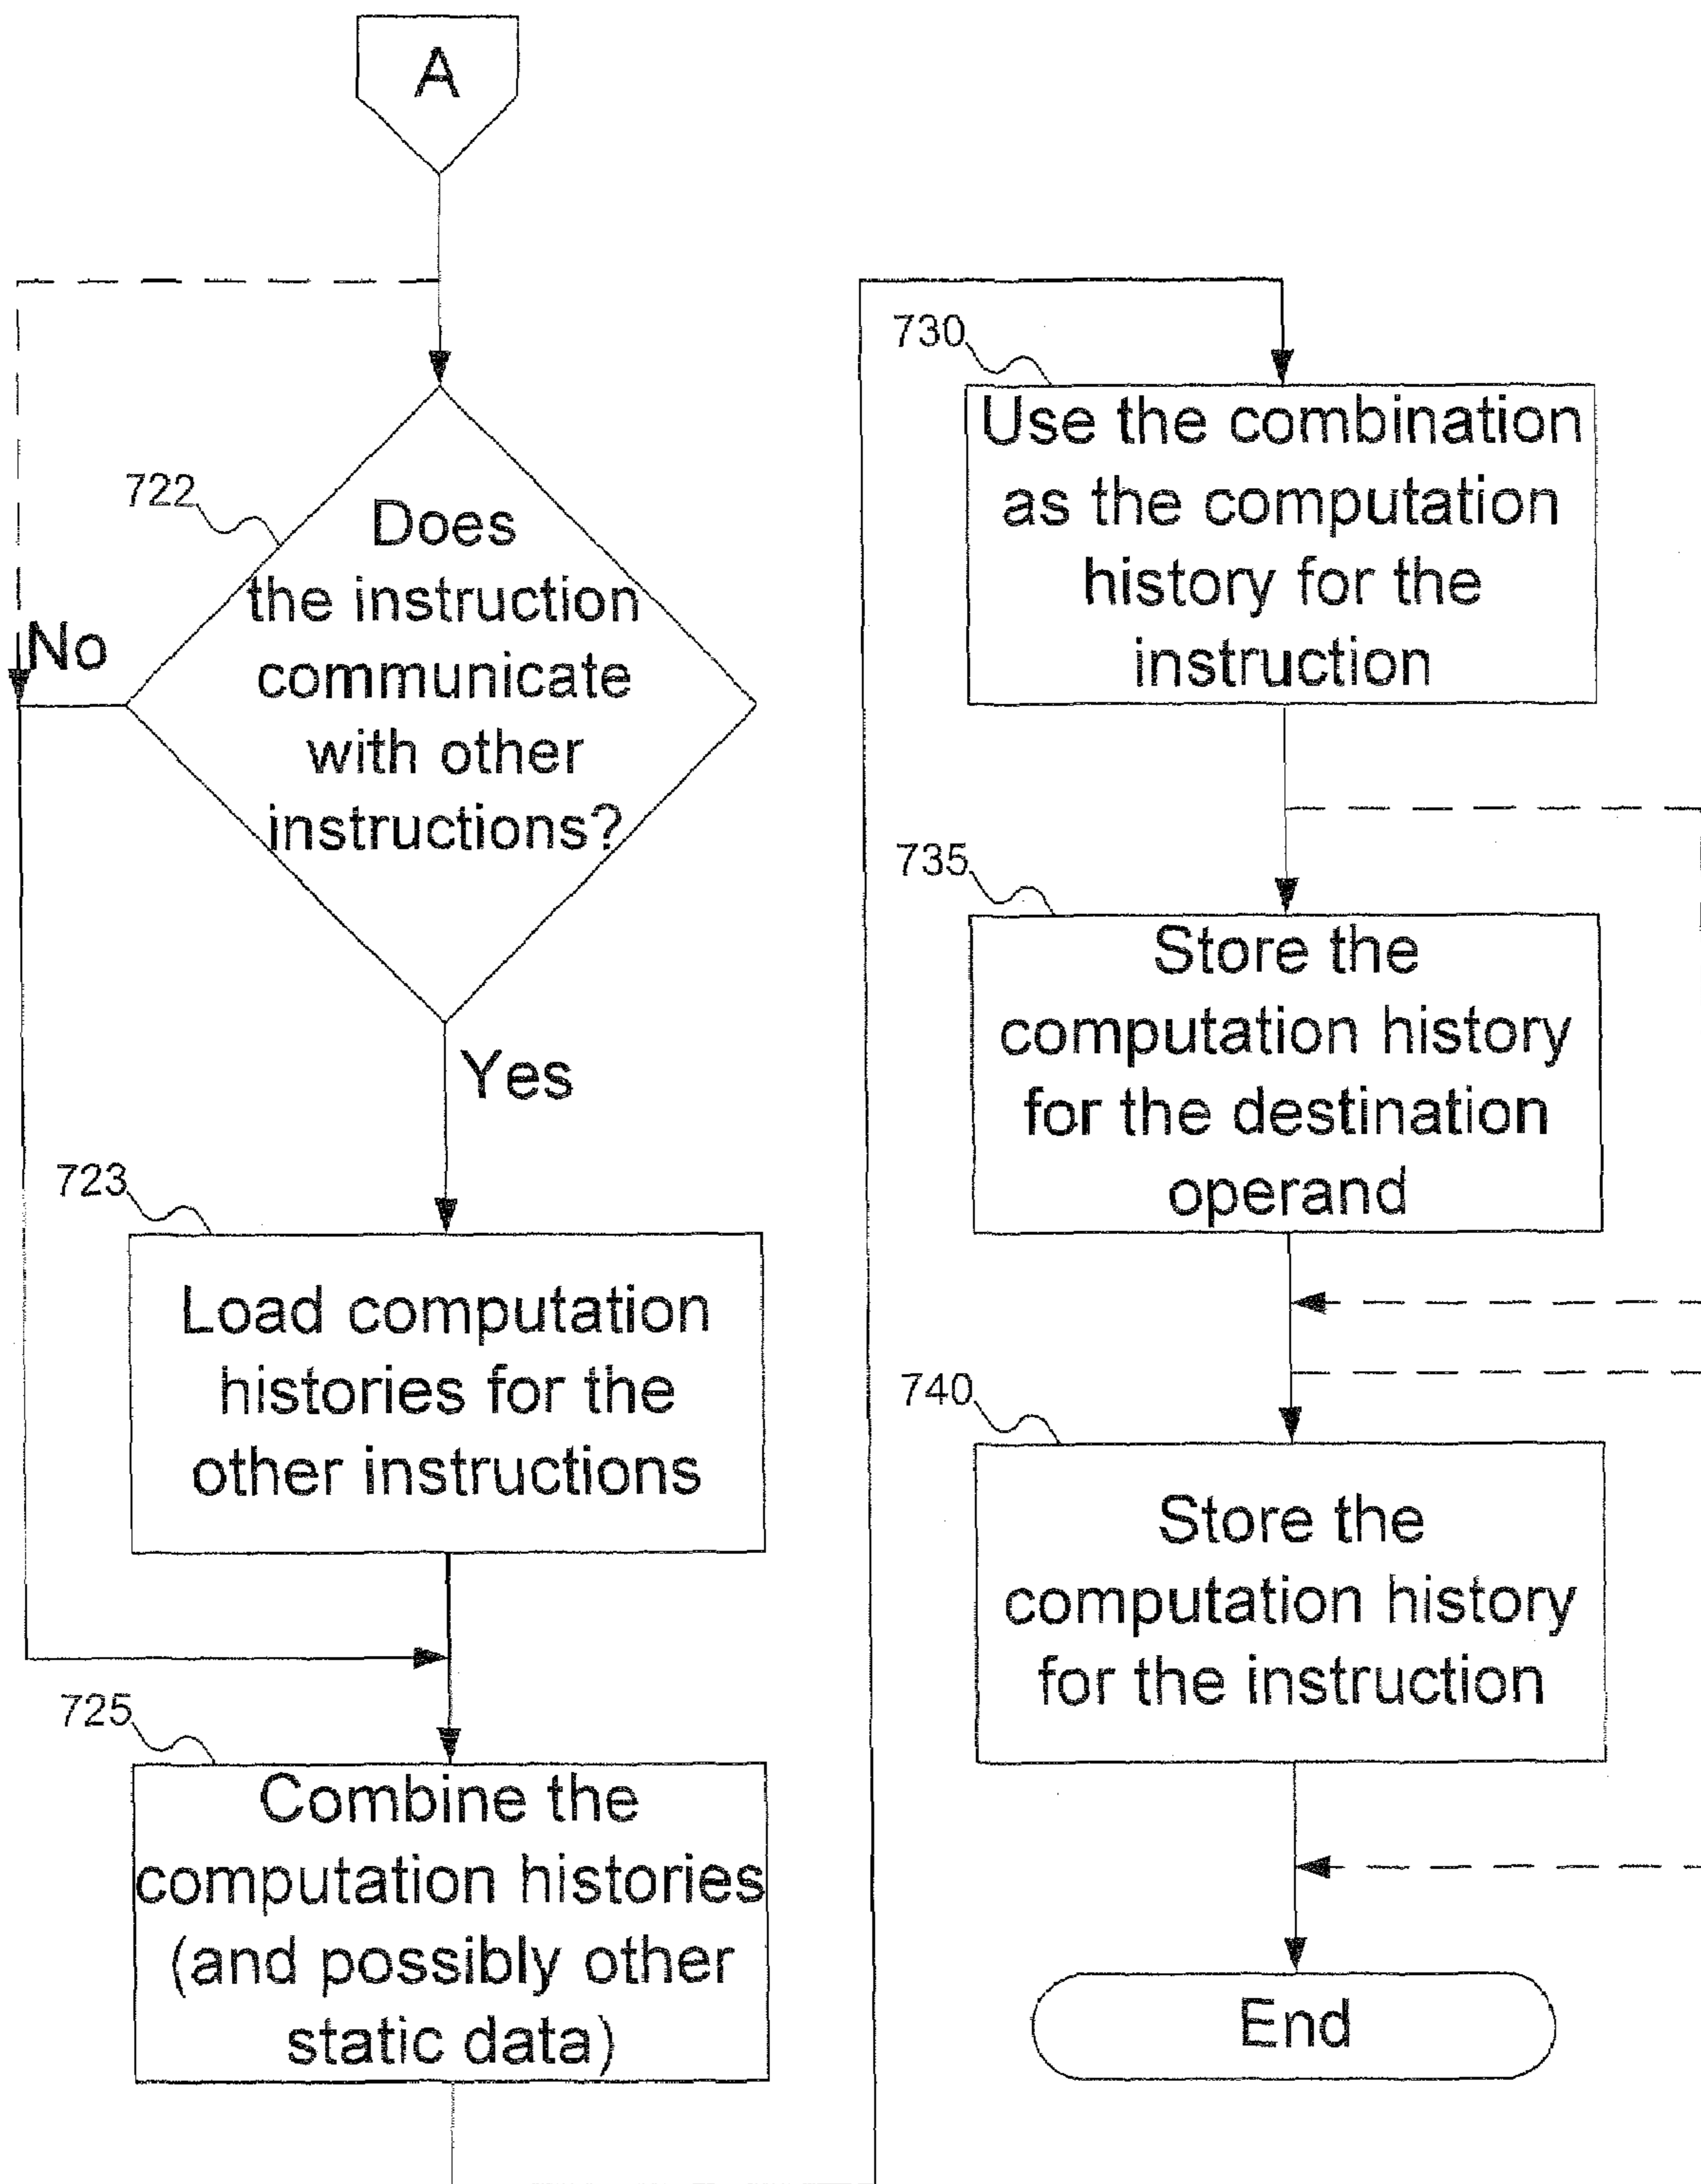 A
722
Does
the instruction
communicate
with other
instructions?
No
Yes
723
Load computation
histories for the
other instructions
725
Combine the
computation histories
(and possibly other
static data)
730
Use the combination
as the computation
history for the
instruction
735
Store the
computation history
for the destination
operand
740
Store the
computation history
for the instruction
End